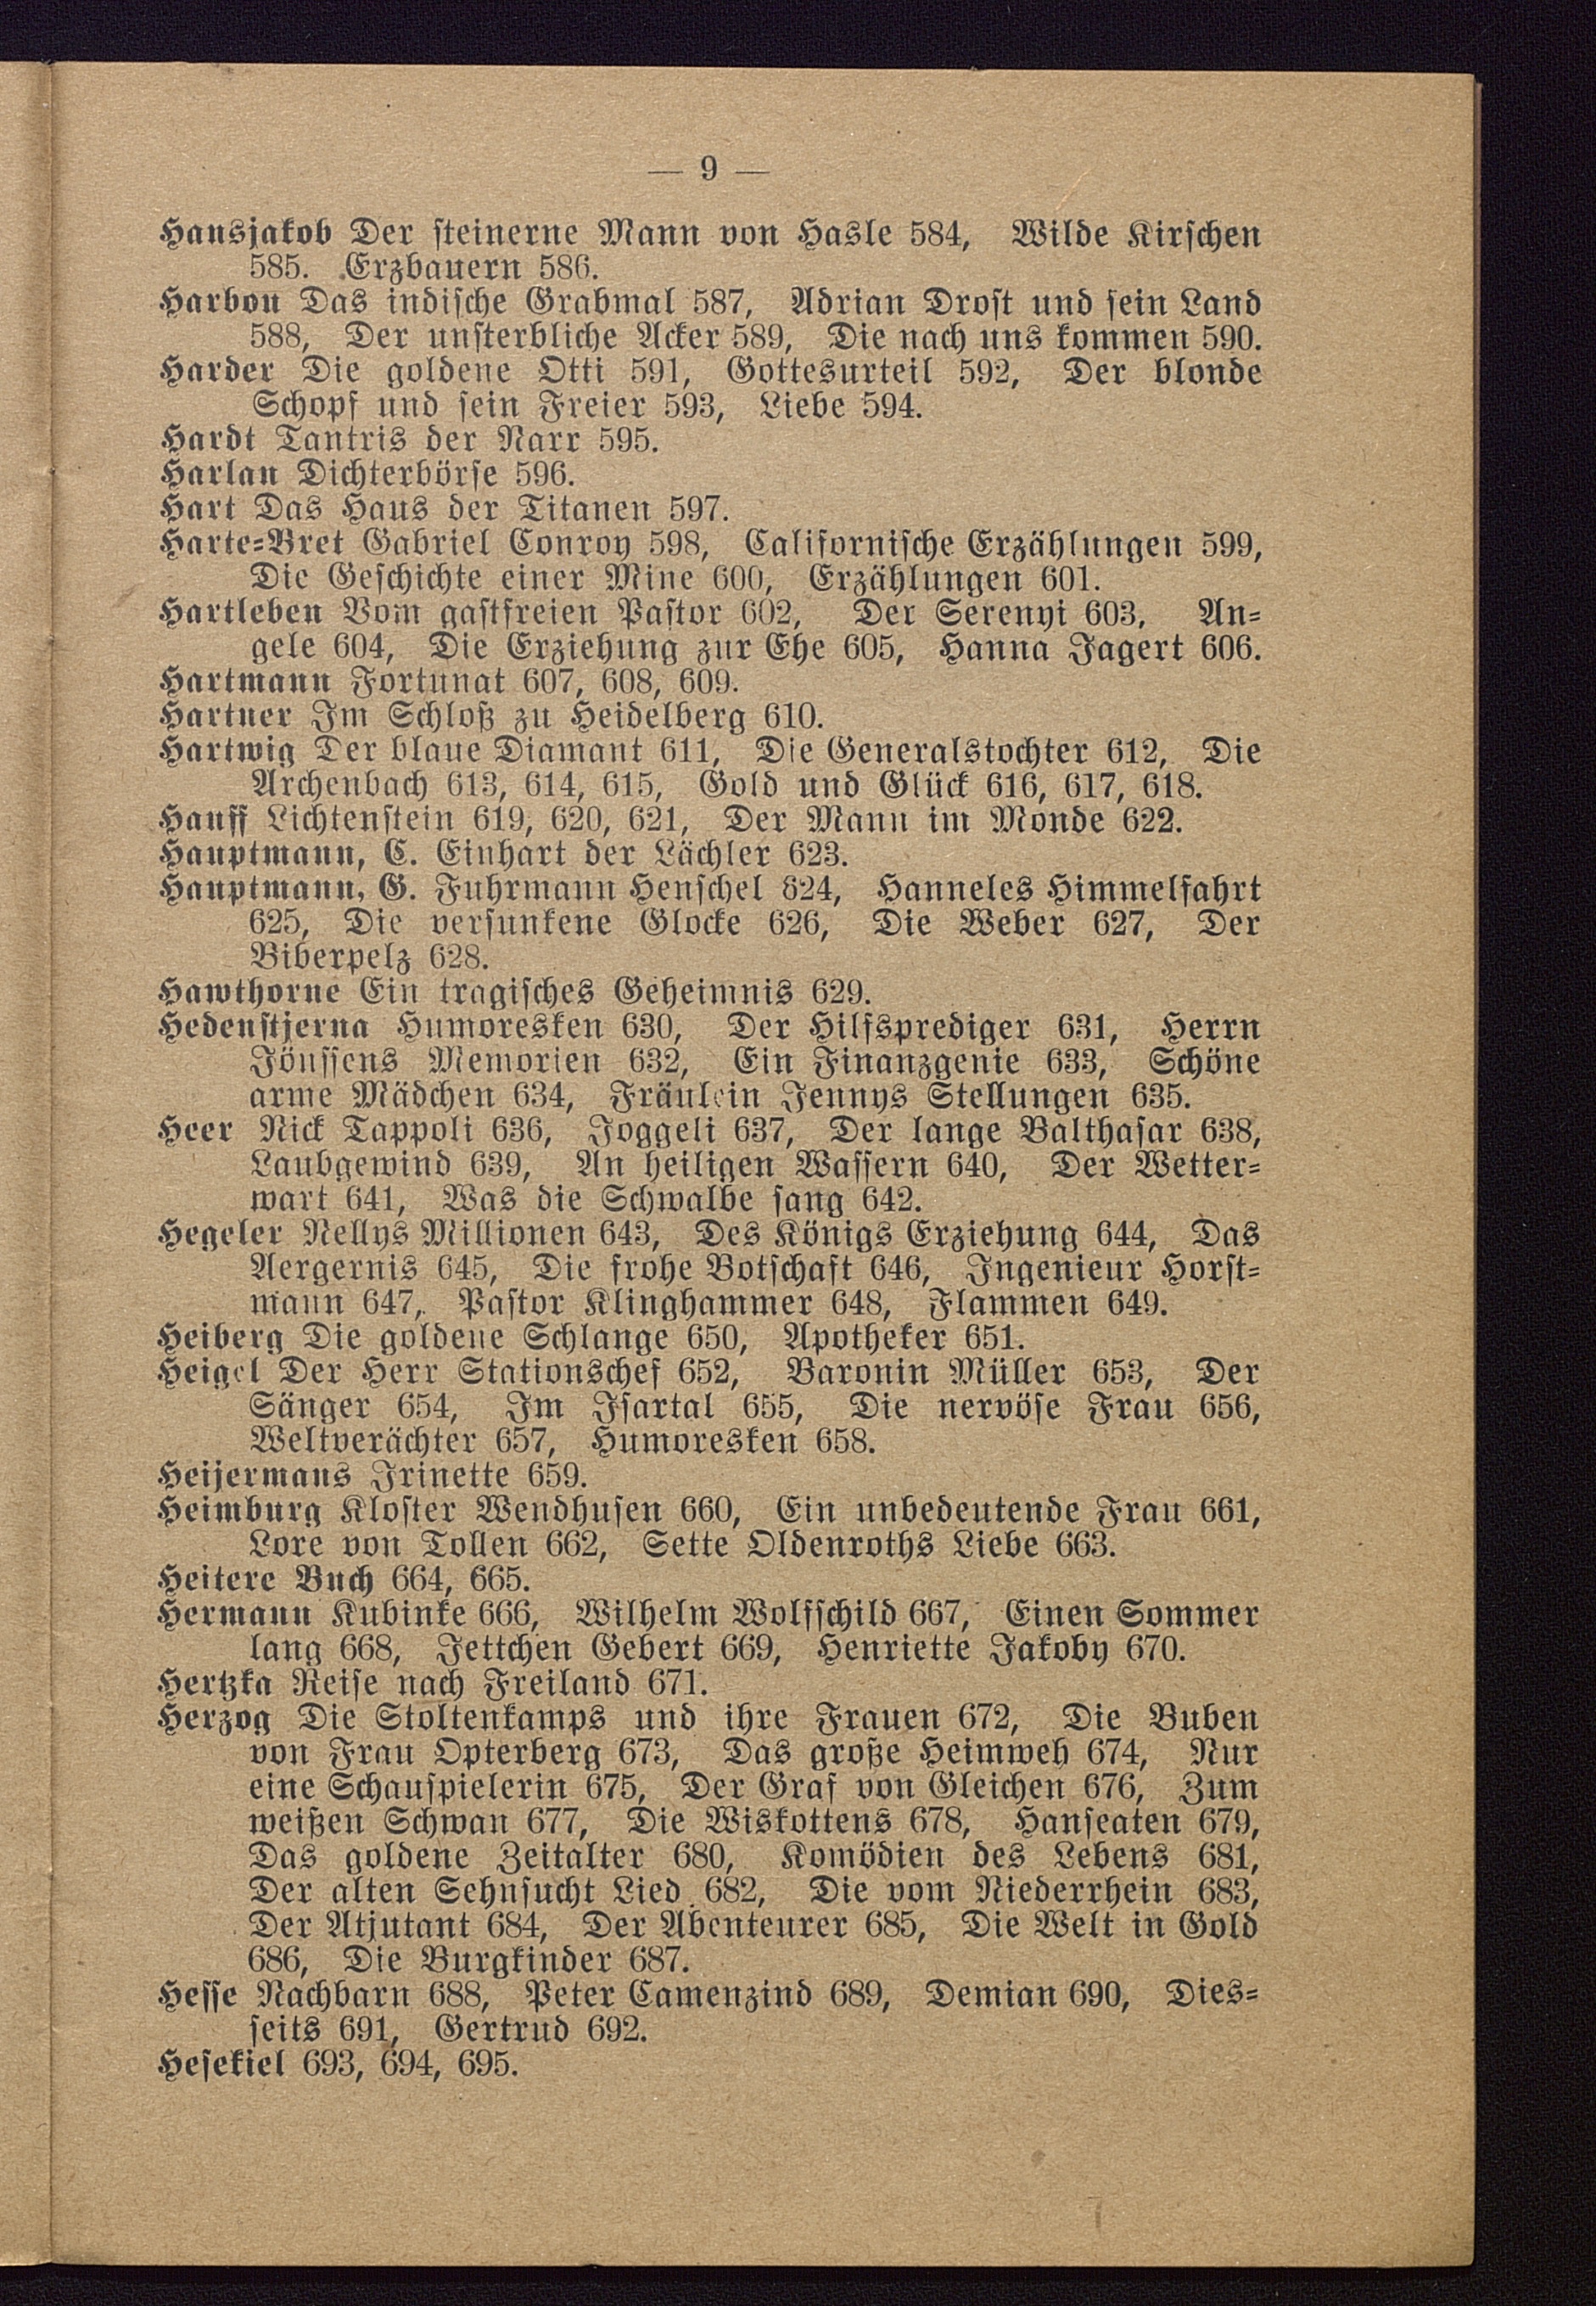 — 9 —
Hansjakob Der steinerne Mann von Hasle 584, Wilde Kirschen
585. Erzbauern 586.
Harbou Das indische Grabmal 587, Adrian Drost und sein Land
588, Der unsterbliche Acker 589, Die nach uns kommen 590.
Harder Die goldene Otti 591, Gottesurteil 592, Der blonde
Schopf und sein Freier 593, Liebe 594.
Hardt Tantris der Narr 595.
Harlan Dichterbörse 596.
Hart Das Haus der Titanen 597.
Harte-Bret Gabriel Conroy 598, Californische Erzählungen 599,
Die Geschichte einer Mine 600, Erzählungen 601.
Hartleben Vom gastfreien Pastor 602, Der Serenyi 603, An-
gele 604, Die Erziehung zur Ehe 605, Hanna Jagert 606.
Hartmann Fortunat 607, 608, 609.
Hartner Im Schloß zu Heidelberg 610.
Hartwig Der blaue Diamant 611, Die Generalstochter 612, Die
Archenbach 613, 614, 615, Gold und Glück 616, 617, 618.
Hauff Lichtenstein 619, 620, 621, Der Mann im Monde 622.
Hauptmann, C. Einhart der Lächler 623.
Hauptmann, G. Fuhrmann Henschel 624, Hanneles Himmelfahrt
625, Die versunkene Glocke 626, Die Weber 627, Der
Biberpelz 628.
Hawthorne Ein tragisches Geheimnis 629.
Hedenstjerna Humoresken 630, Der Hilfsprediger 631, Herrn
Jönssens Memorien 632, Ein Finanzgenie 633, Schöne
arme Mädchen 634, Fräulein Jennys Stellungen 635.
Heer Nick Tappoli 636, Joggeli 637, Der lange Balthasar 638,
Laubgewind 639, An heiligen Wassern 640, Der Wetter-
wart 641, Was die Schwalbe sang 642.
Hegeler Nellys Millionen 643, Des Königs Erziehung 644, Das
Aergernis 645, Die frohe Botschaft 646, Ingenieur Horst-
mann 647, Pastor Klinghammer 648, Flammen 649.
Heiberg Die goldene Schlange 650, Apotheker 651.
Heigel Der Herr Stationschef 652, Baronin Müller 653, Der
Sänger 654, Im Isartal 655, Die nervöse Frau 656,
Weltverächter 657, Humoresken 658.
Heijermans Irinette 659.
Heimburg Kloster Wendhusen 660, Ein unbedeutende Frau 661,
Lore von Tollen 662, Sette Oldenroths Liebe 663.
Heitere Buch 664, 665.
Hermann Kubinke 666, Wilhelm Wolfschild 667, Einen Sommer
lang 668, Jettchen Gebert 669, Henriette Jakoby 670.
Hertzka Reise nach Freiland 671.
Herzog Die Stoltenkamps und ihre Frauen 672, Die Buben
von Frau Opterberg 673, Das große Heimweh 674, Nur
eine Schauspielerin 675, Der Graf von Gleichen 676, Zum
weißen Schwan 677, Die Wiskottens 678, Hanseaten 679,
Das goldene Zeitalter 680, Komödien des Lebens 681,
Der alten Sehnsucht Lied 682, Die vom Niederrhein 683,
Der Atjutant 684, Der Abenteurer 685, Die Welt in Gold
686, Die Burgkinder 687.
Hesse Nachbarn 688, Peter Camenzind 689, Demian 690, Dies-
seits 691, Gertrud 692.
Hesekiel 693, 694, 695.